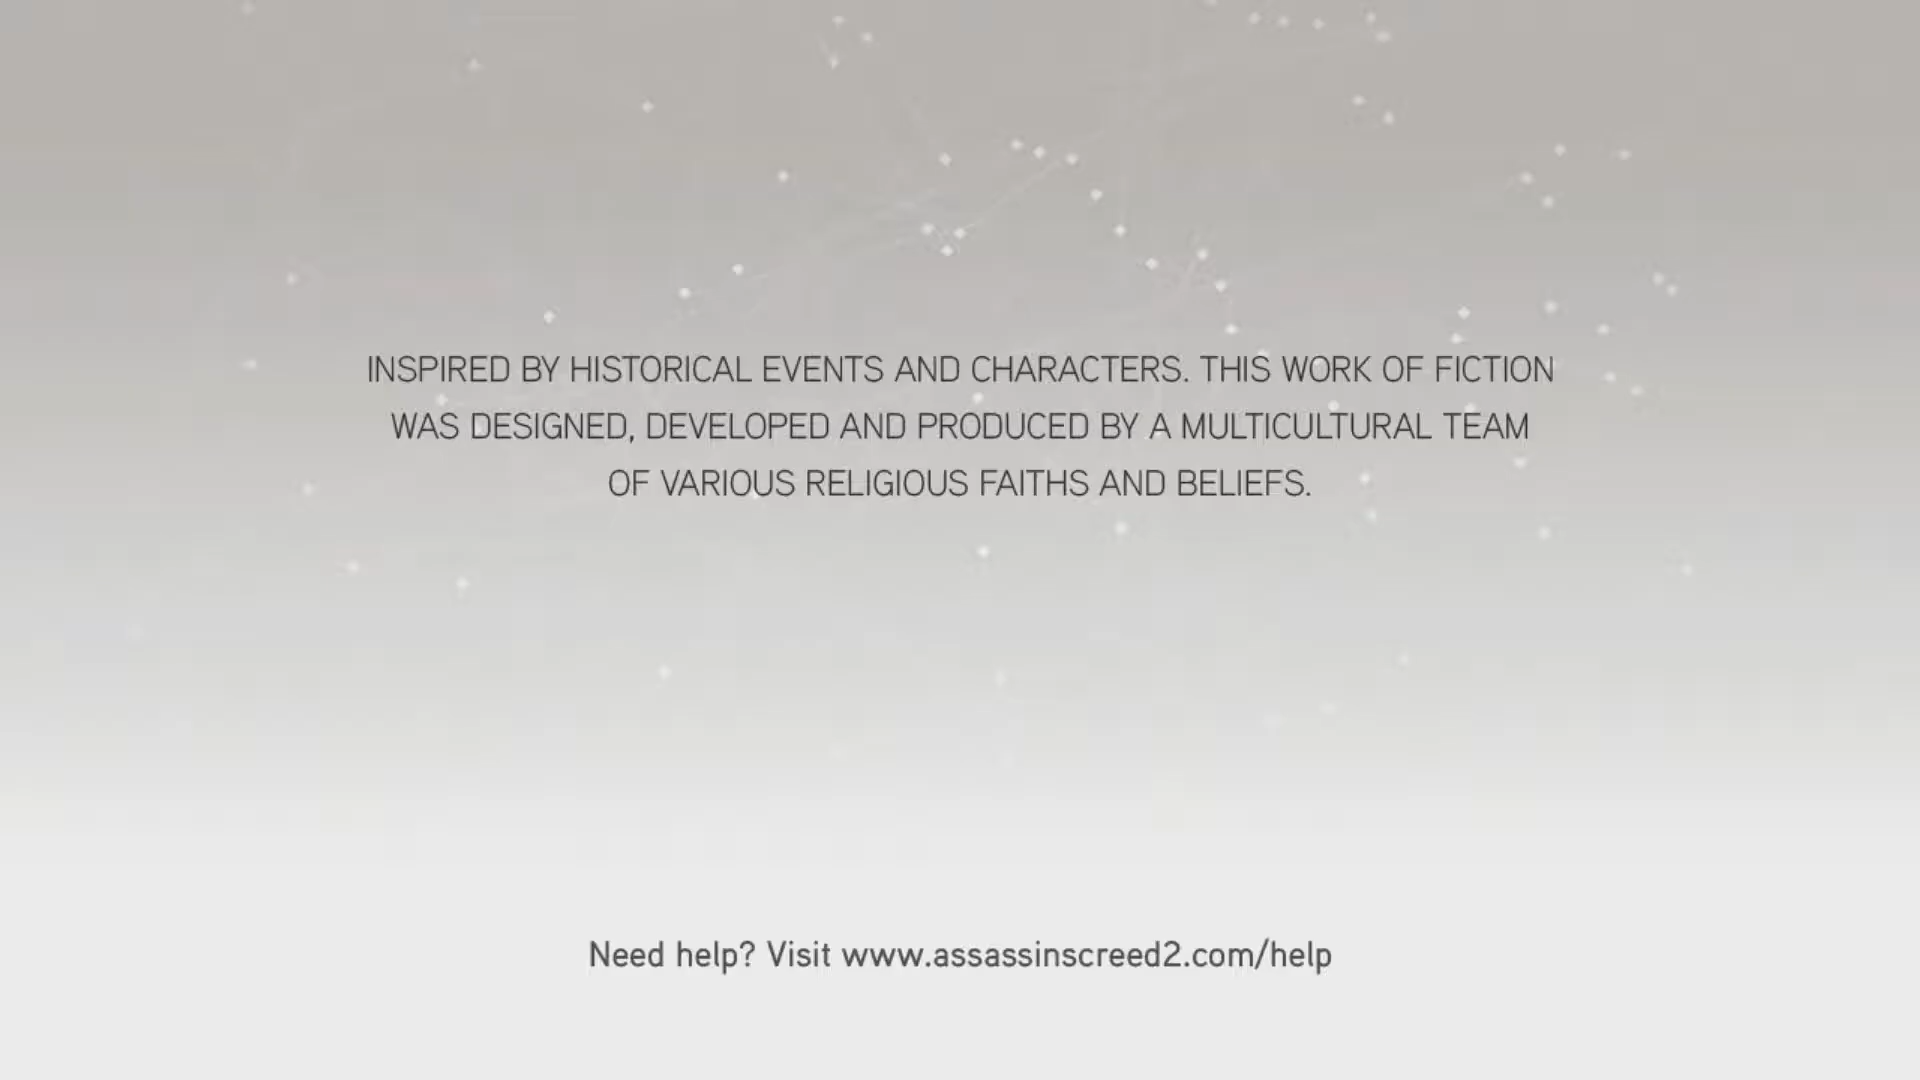 INSPIRED BY HISTORICAL EVENTS AND CHARACTERS. THIS WORK OF FICTION
WAS DESIGNED, DEVELOPED AND PRODUCED BY A MULTICULTURAL TEAM
OF VARIOUS RELIGIOUS FAITHS AND BELIEFS.
Need help? Visit www.assassinscreed2.com/help